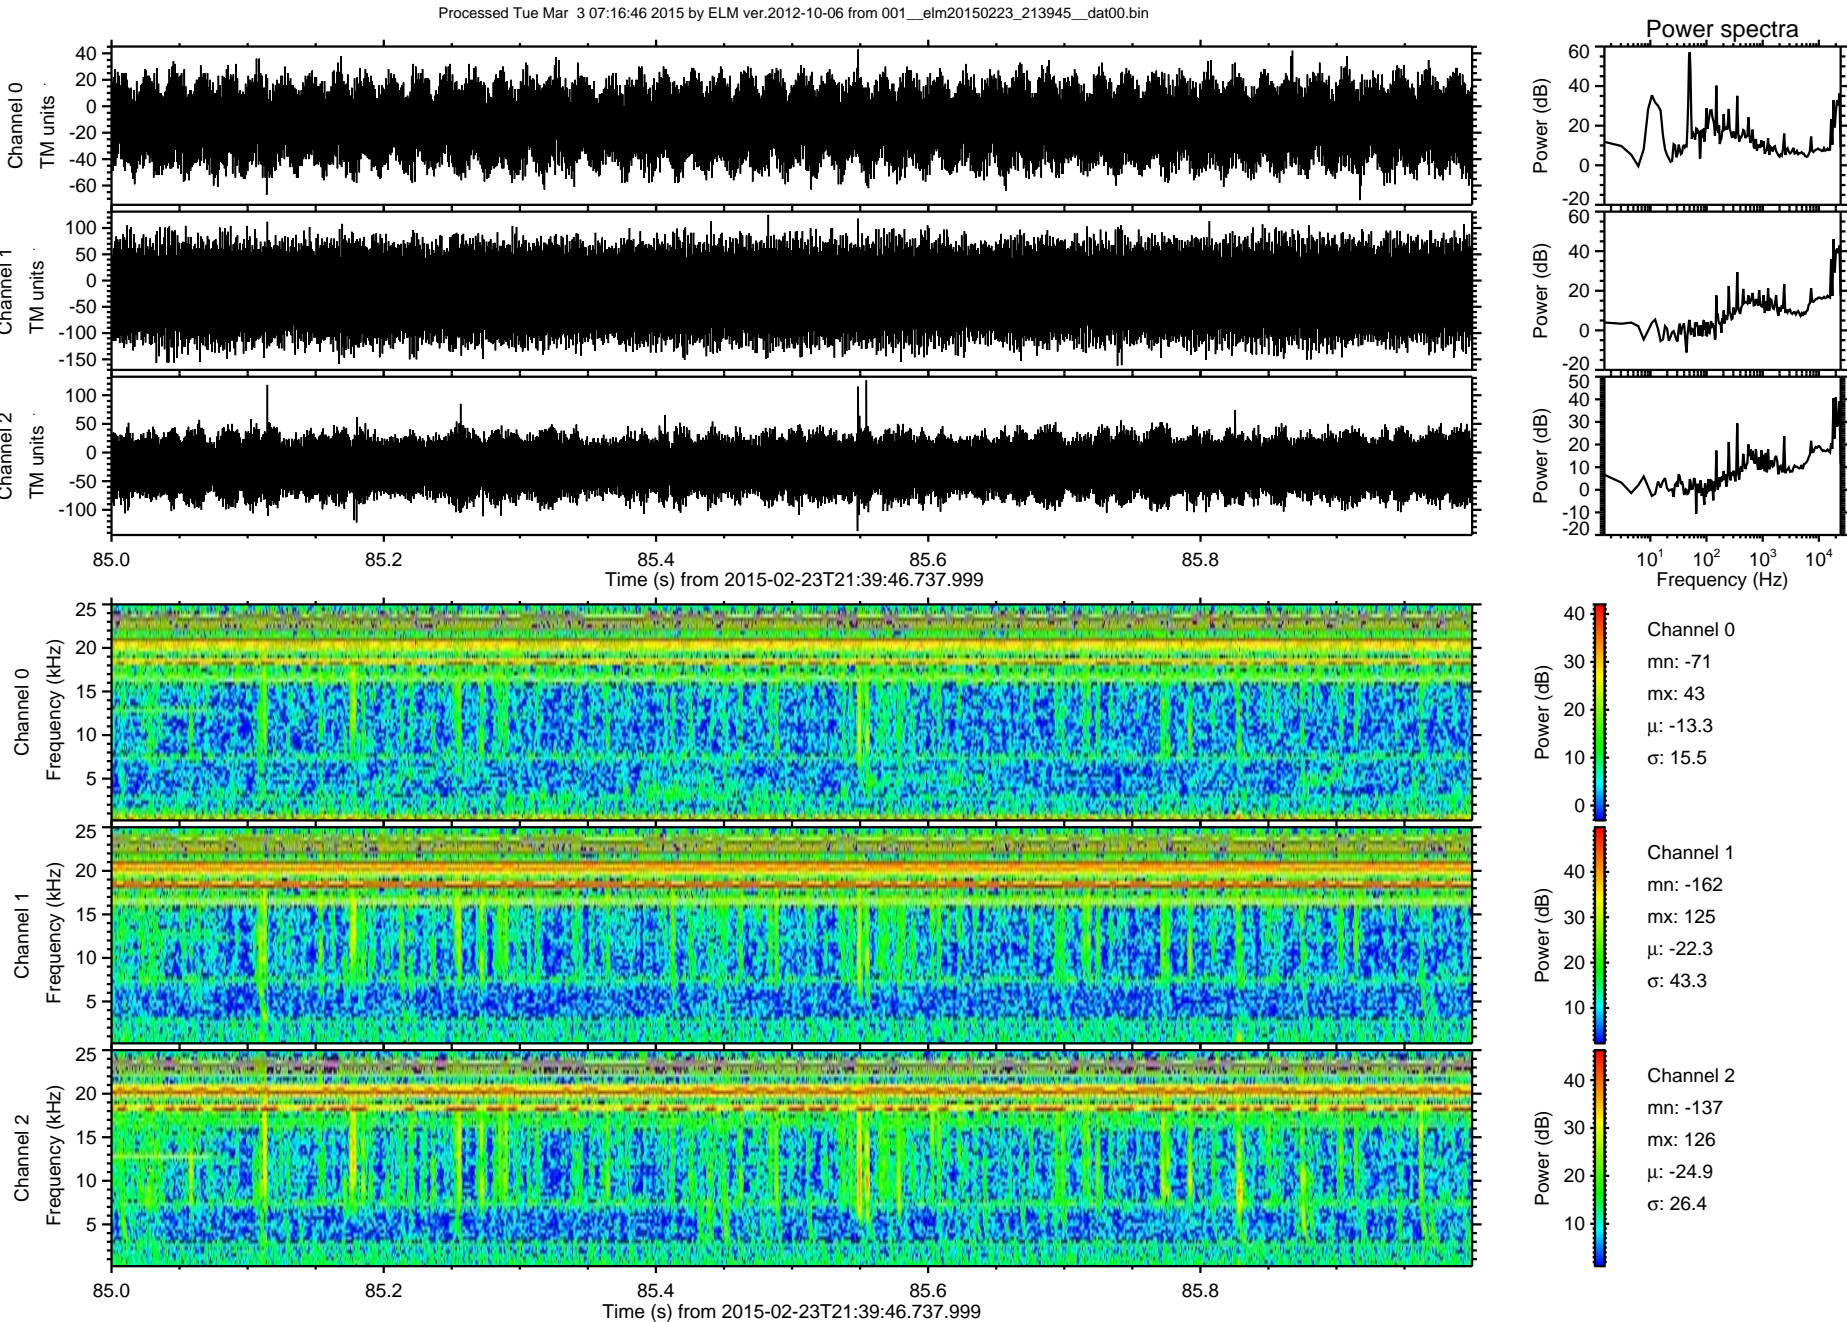 Processed Tue Mar 3 07:16:46 2015 by ELM ver.2012-10-06 from 001__elm20150223_213945__dat00.bin
Power spectra
Channel 0
TM units
40
20
0
-20
-40
-60
Power (dB)
60
40
20
0
-20
Channel 1
TM units
100
50
0
-50
-100
-150
Power (dB)
60
40
20
0
-20
Channel 2
TM units
100
50
0
-50
-100
Power (dB)
50
40
30
20
10
0
-10
-20
85.0 85.2 85.4 85.6 85.8
Time (s) from 2015-02-23T21:39:46.737.999
10^1 10^2 10^3 10^4
Frequency (Hz)
Channel 0
Frequency (kHz)
25
20
15
10
5
Power (dB)
40
30
20
10
0
Channel 0
mn: -71
mx: 43
μ: -13.3
σ: 15.5
Channel 1
Frequency (kHz)
25
20
15
10
5
Power (dB)
40
30
20
10
Channel 1
mn: -162
mx: 125
μ: -22.3
σ: 43.3
Channel 2
Frequency (kHz)
25
20
15
10
5
Power (dB)
40
30
20
10
Channel 2
mn: -137
mx: 126
μ: -24.9
σ: 26.4
85.0 85.2 85.4 85.6 85.8
Time (s) from 2015-02-23T21:39:46.737.999